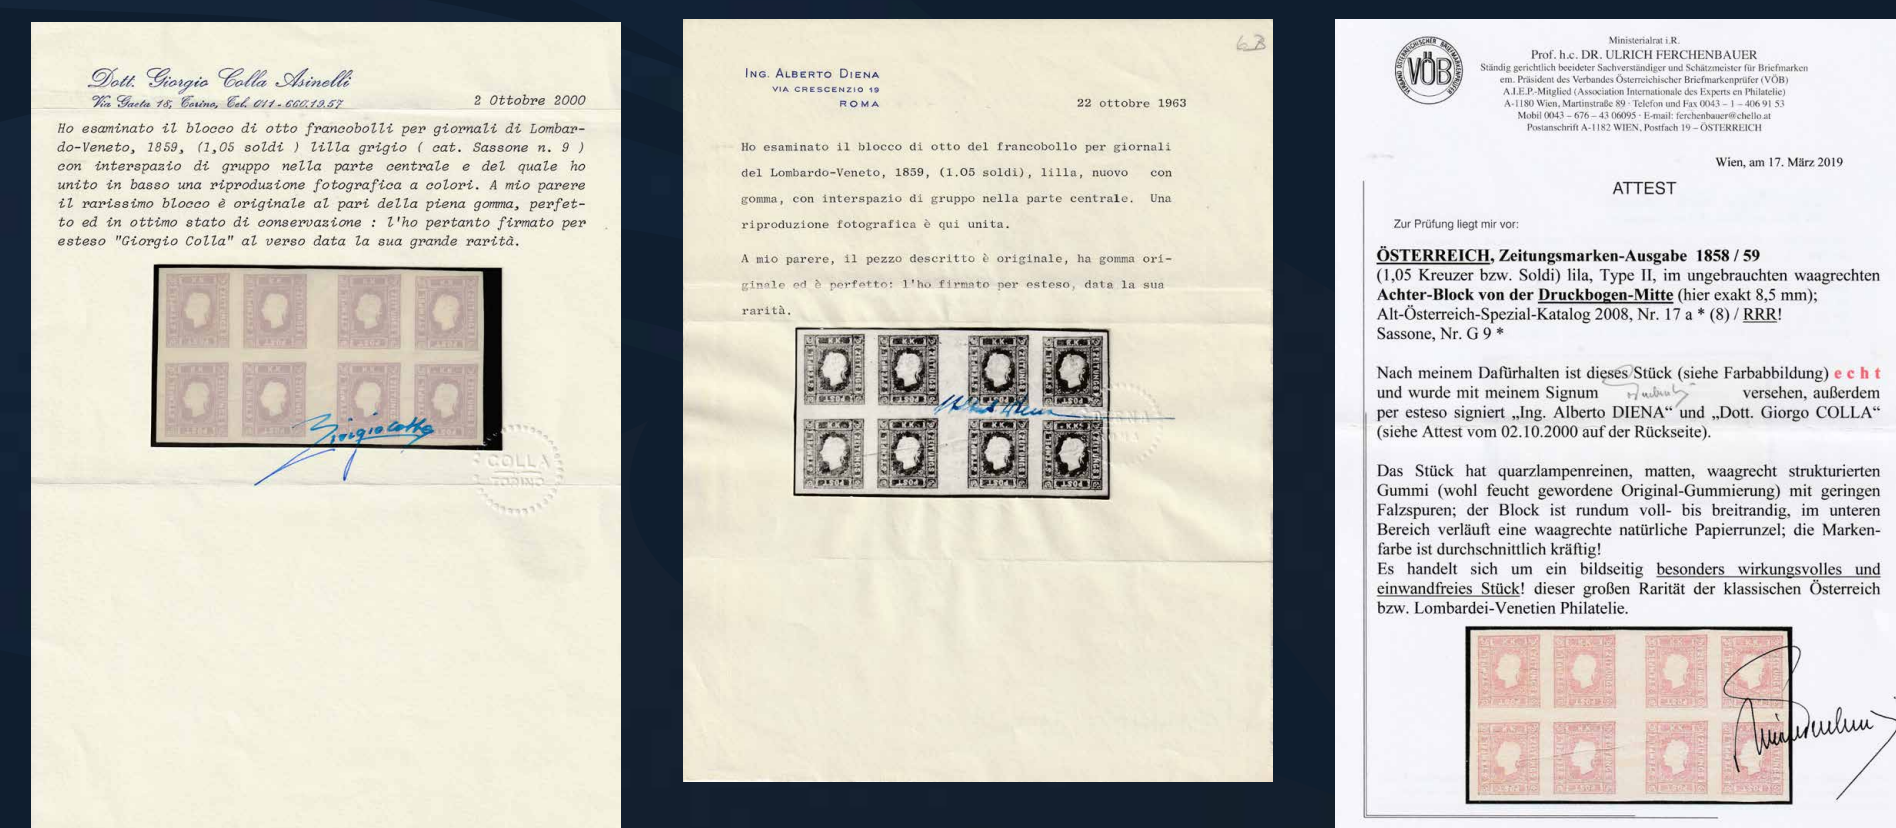 Dott. Giorgio Colla Asinelli
Via Gaeta 18, Torino, Tel. 011-660.19.57
2 Ottobre 2000
Ho esaminato il blocco di otto francobolli per giornali di Lombar-
do-Veneto, 1859, (1,05 soldi ) lilla grigio ( cat. Sassone n. 9 )
con interspazio di gruppo nella parte centrale e del quale ho
unito in basso una riproduzione fotografica a colori. A mio parere
il rarissimo blocco è originale al pari della piena gomma, perfet-
to ed in ottimo stato di conservazione : l'ho pertanto firmato per
esteso "Giorgio Colla" al verso data la sua grande rarità.
COLLA
TORINO
6B
ING. ALBERTO DIENA
VIA CRESCENZIO 19
ROMA
22 ottobre 1963
Ho esaminato il blocco di otto del francobollo per giornali
del Lombardo-Veneto, 1859, (1.05 soldi), lilla, nuovo con
gomma, con interspazio di gruppo nella parte centrale. Una
riproduzione fotografica è qui unita.
A mio parere, il pezzo descritto è originale, ha gomma ori-
ginale ed è perfetto: l'ho firmato per esteso, data la sua
rarità.
DIENA
ROMA
VERBAND ÖSTERREICHISCHER BRIEFMARKENPRÜFER
VÖB
Ministerialrat i.R.
Prof. h.c. DR. ULRICH FERCHENBAUER
Ständig gerichtlich beeideter Sachverständiger und Schätzmeister für Briefmarken
em. Präsident des Verbandes Österreichischer Briefmarkenprüfer (VÖB)
A.I.E.P.-Mitglied (Association Internationale des Experts en Philatelie)
A-1180 Wien, Martinstraße 89 · Telefon und Fax 0043 – 1 – 406 91 53
Mobil 0043 – 676 – 43 06095 · E-mail: ferchenbauer@chello.at
Postanschrift A-1182 WIEN, Postfach 19 – ÖSTERREICH
Wien, am 17. März 2019
ATTEST
Zur Prüfung liegt mir vor:
ÖSTERREICH, Zeitungsmarken-Ausgabe 1858 / 59
(1,05 Kreuzer bzw. Soldi) lila, Type II, im ungebrauchten waagrechten
Achter-Block von der Druckbogen-Mitte (hier exakt 8,5 mm);
Alt-Österreich-Spezial-Katalog 2008, Nr. 17 a * (8) / RRR!
Sassone, Nr. G 9 *
Nach meinem Dafürhalten ist dieses Stück (siehe Farbabbildung) e c h t
und wurde mit meinem Signum versehen, außerdem
per esteso signiert „Ing. Alberto DIENA“ und „Dott. Giorgo COLLA“
(siehe Attest vom 02.10.2000 auf der Rückseite).
Das Stück hat quarzlampenreinen, matten, waagrecht strukturierten
Gummi (wohl feucht gewordene Original-Gummierung) mit geringen
Falzspuren; der Block ist rundum voll- bis breitrandig, im unteren
Bereich verläuft eine waagrechte natürliche Papierrunzel; die Marken-
farbe ist durchschnittlich kräftig!
Es handelt sich um ein bildseitig besonders wirkungsvolles und
einwandfreies Stück! dieser großen Rarität der klassischen Österreich
bzw. Lombardei-Venetien Philatelie.